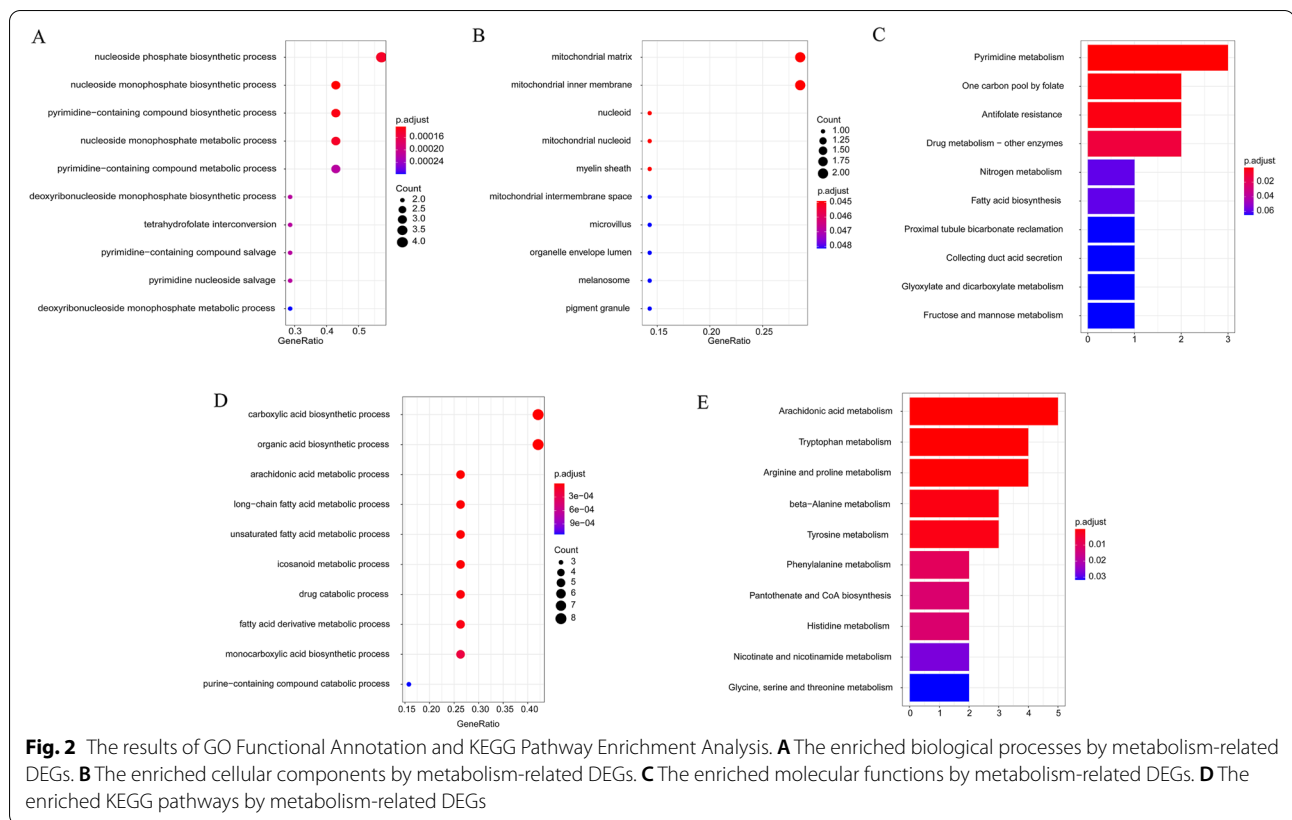 A
nucleoside phosphate biosynthetic process
nucleoside monophosphate biosynthetic process
pyrimidine-containing compound biosynthetic process
nucleoside monophosphate metabolic process
pyrimidine-containing compound metabolic process
deoxyribonucleoside monophosphate biosynthetic process
tetrahydrofolate interconversion
pyrimidine-containing compound salvage
pyrimidine nucleoside salvage
deoxyribonucleoside monophosphate metabolic process
0.3 0.4 0.5
GeneRatio
p.adjust
0.00016
0.00020
0.00024
Count
2.0
2.5
3.0
3.5
4.0
B
mitochondrial matrix
mitochondrial inner membrane
nucleoid
mitochondrial nucleoid
myelin sheath
mitochondrial intermembrane space
microvillus
organelle envelope lumen
melanosome
pigment granule
0.15 0.20 0.25
GeneRatio
Count
1.00
1.25
1.50
1.75
2.00
p.adjust
0.045
0.046
0.047
0.048
C
Pyrimidine metabolism
One carbon pool by folate
Antifolate resistance
Drug metabolism − other enzymes
Nitrogen metabolism
Fatty acid biosynthesis
Proximal tubule bicarbonate reclamation
Collecting duct acid secretion
Glyoxylate and dicarboxylate metabolism
Fructose and mannose metabolism
0 1 2 3
p.adjust
0.02
0.04
0.06
D
carboxylic acid biosynthetic process
organic acid biosynthetic process
arachidonic acid metabolic process
long-chain fatty acid metabolic process
unsaturated fatty acid metabolic process
icosanoid metabolic process
drug catabolic process
fatty acid derivative metabolic process
monocarboxylic acid biosynthetic process
purine-containing compound catabolic process
0.15 0.20 0.25 0.30 0.35 0.40
GeneRatio
p.adjust
3e−04
6e−04
9e−04
Count
3
4
5
6
7
8
E
Arachidonic acid metabolism
Tryptophan metabolism
Arginine and proline metabolism
beta-Alanine metabolism
Tyrosine metabolism
Phenylalanine metabolism
Pantothenate and CoA biosynthesis
Histidine metabolism
Nicotinate and nicotinamide metabolism
Glycine, serine and threonine metabolism
0 1 2 3 4 5
p.adjust
0.01
0.02
0.03
Fig. 2 The results of GO Functional Annotation and KEGG Pathway Enrichment Analysis. A The enriched biological processes by metabolism-related
DEGs. B The enriched cellular components by metabolism-related DEGs. C The enriched molecular functions by metabolism-related DEGs. D The
enriched KEGG pathways by metabolism-related DEGs